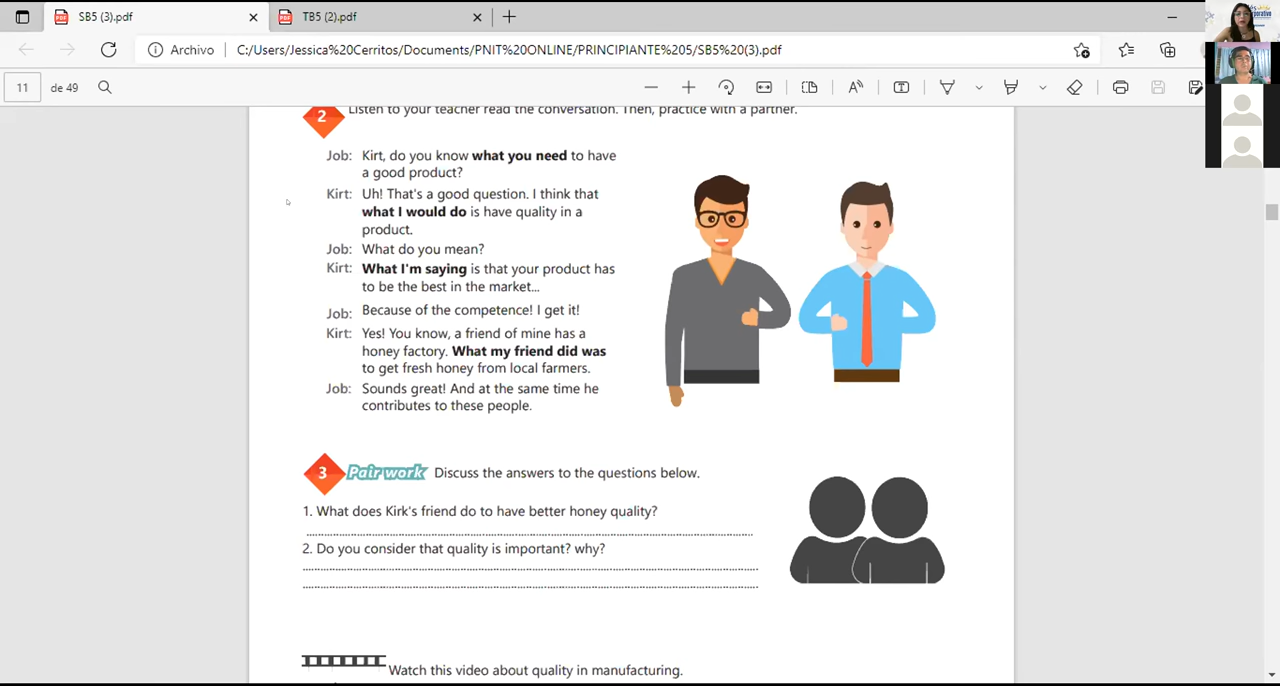 SB5 (3).pdf
TB5 (2).pdf
Archivo
C:/Users/Jessica%20Cerritos/Documents/PNIT%20ONLINE/PRINCIPIANTE%205/SB5%20(3).pdf
11 de 49
2 Listen to your teacher read the conversation. Then, practice with a partner.
Job: Kirt, do you know what you need to have
a good product?
Kirt: Uh! That's a good question. I think that
what I would do is have quality in a
product.
Job: What do you mean?
Kirt: What I'm saying is that your product has
to be the best in the market...
Job: Because of the competence! I get it!
Kirt: Yes! You know, a friend of mine has a
honey factory. What my friend did was
to get fresh honey from local farmers.
Job: Sounds great! And at the same time he
contributes to these people.
3 Pair work Discuss the answers to the questions below.
1. What does Kirk's friend do to have better honey quality?
2. Do you consider that quality is important? why?
Watch this video about quality in manufacturing.